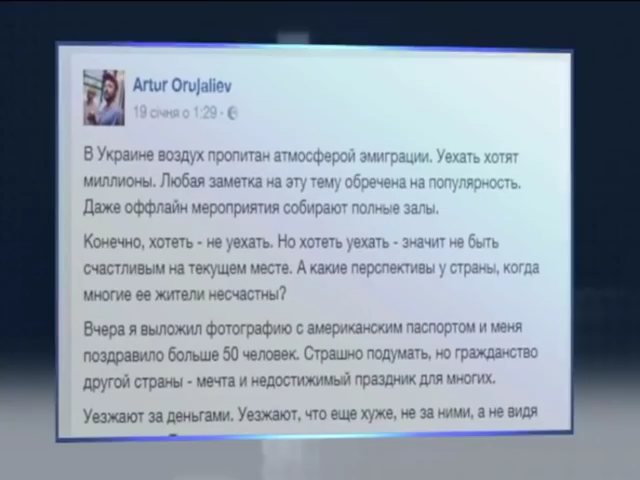 Artur Orujaliev
19 січня о 1:29 ·
В Украине воздух пропитан атмосферой эмиграции. Уехать хотят
миллионы. Любая заметка на эту тему обречена на популярность.
Даже оффлайн мероприятия собирают полные залы.
Конечно, хотеть - не уехать. Но хотеть уехать - значит не быть
счастливым на текущем месте. А какие перспективы у страны, когда
многие ее жители несчастны?
Вчера я выложил фотографию с американским паспортом и меня
поздравило больше 50 человек. Страшно подумать, но гражданство
другой страны - мечта и недостижимый праздник для многих.
Уезжают за деньгами. Уезжают, что еще хуже, не за ними, а не видя